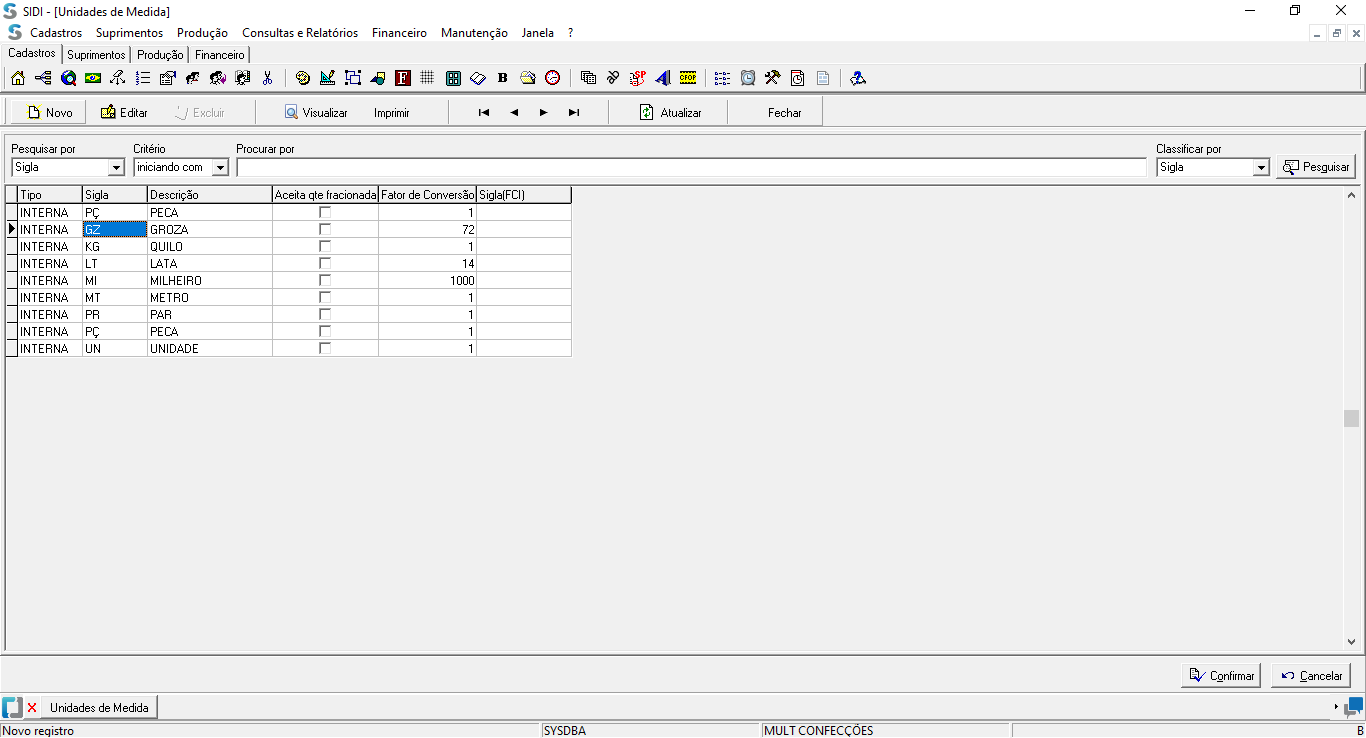 SIDI - [Unidades de Medida]
Cadastros Suprimentos Produção Consultas e Relatórios Financeiro Manutenção Janela ?
Cadastros Suprimentos Produção Financeiro
F B SP CFOP
Novo Editar Excluir Visualizar Imprimir Atualizar Fechar
Pesquisar por Critério Procurar por Classificar por
Sigla iniciando com Sigla Pesquisar
Tipo Sigla Descrição Aceita qte fracionada Fator de Conversão Sigla(FCI)
INTERNA PÇ PECA 1
INTERNA GZ GROZA 72
INTERNA KG QUILO 1
INTERNA LT LATA 14
INTERNA MI MILHEIRO 1000
INTERNA MT METRO 1
INTERNA PR PAR 1
INTERNA PÇ PECA 1
INTERNA UN UNIDADE 1
Confirmar Cancelar
Unidades de Medida
Novo registro SYSDBA MULT CONFECÇÕES B